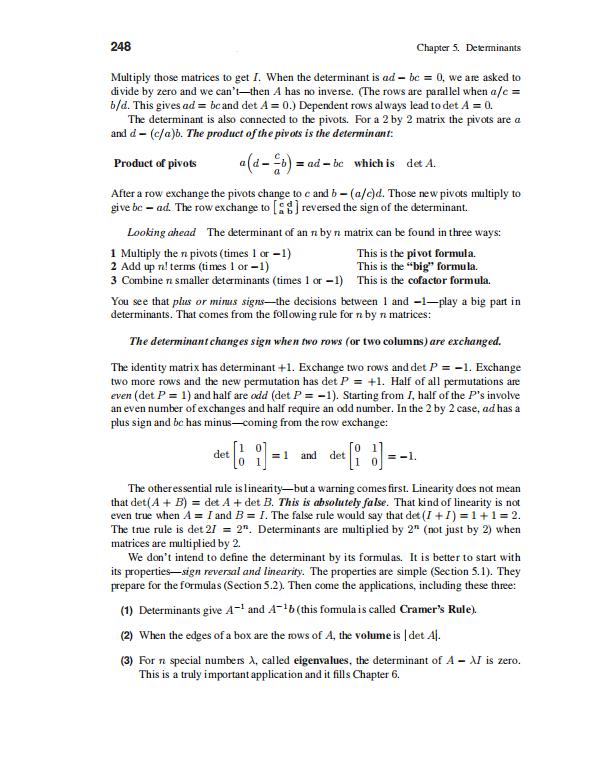 248
Chapter 5. Determinants
Multiply those matrices to get I. When the determinant is ad − bc = 0, we are asked to
divide by zero and we can't—then A has no inverse. (The rows are parallel when a/c =
b/d. This gives ad = bc and det A = 0.) Dependent rows always lead to det A = 0.
The determinant is also connected to the pivots. For a 2 by 2 matrix the pivots are a
and d − (c/a)b. The product of the pivots is the determinant:
Product of pivots a(d − c/a b) = ad − bc which is det A.
After a row exchange the pivots change to c and b − (a/c)d. Those new pivots multiply to
give bc − ad. The row exchange to [c d; a b] reversed the sign of the determinant.
Looking ahead The determinant of an n by n matrix can be found in three ways:
1 Multiply the n pivots (times 1 or −1) This is the pivot formula.
2 Add up n! terms (times 1 or −1) This is the “big” formula.
3 Combine n smaller determinants (times 1 or −1) This is the cofactor formula.
You see that plus or minus signs—the decisions between 1 and −1—play a big part in
determinants. That comes from the following rule for n by n matrices:
The determinant changes sign when two rows (or two columns) are exchanged.
The identity matrix has determinant +1. Exchange two rows and det P = −1. Exchange
two more rows and the new permutation has det P = +1. Half of all permutations are
even (det P = 1) and half are odd (det P = −1). Starting from I, half of the P's involve
an even number of exchanges and half require an odd number. In the 2 by 2 case, ad has a
plus sign and bc has minus—coming from the row exchange:
det [1 0; 0 1] = 1 and det [0 1; 1 0] = −1.
The other essential rule is linearity—but a warning comes first. Linearity does not mean
that det(A + B) = det A + det B. This is absolutely false. That kind of linearity is not
even true when A = I and B = I. The false rule would say that det(I + I) = 1 + 1 = 2.
The true rule is det 2I = 2ⁿ. Determinants are multiplied by 2ⁿ (not just by 2) when
matrices are multiplied by 2.
We don't intend to define the determinant by its formulas. It is better to start with
its properties—sign reversal and linearity. The properties are simple (Section 5.1). They
prepare for the formulas (Section 5.2). Then come the applications, including these three:
(1) Determinants give A⁻¹ and A⁻¹b (this formula is called Cramer's Rule).
(2) When the edges of a box are the rows of A, the volume is |det A|.
(3) For n special numbers λ, called eigenvalues, the determinant of A − λI is zero.
This is a truly important application and it fills Chapter 6.